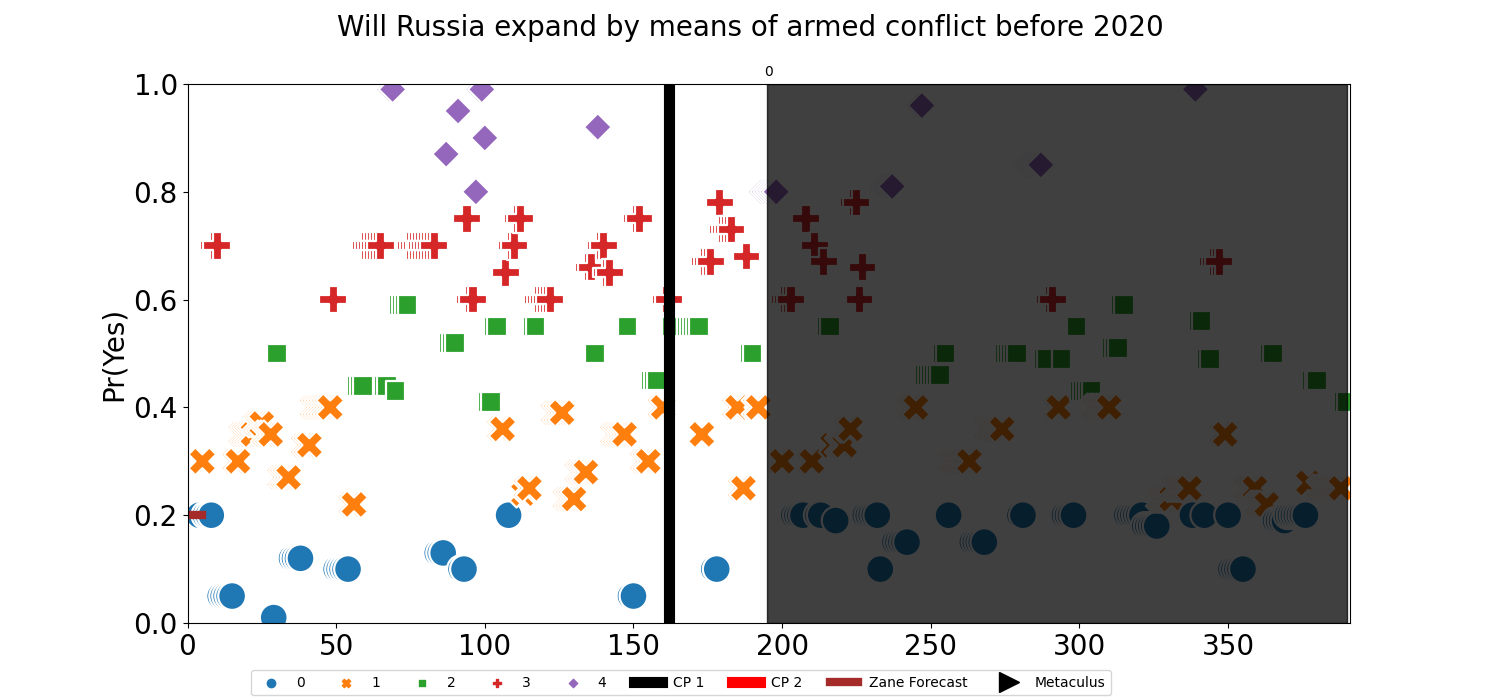 Will Russia expand by means of armed conflict before 2020
0
1.0
0.8
0.6
0.4
0.2
0.0
Pr(Yes)
0 50 100 150 200 250 300 350
0 1 2 3 4 CP 1 CP 2 Zane Forecast Metaculus